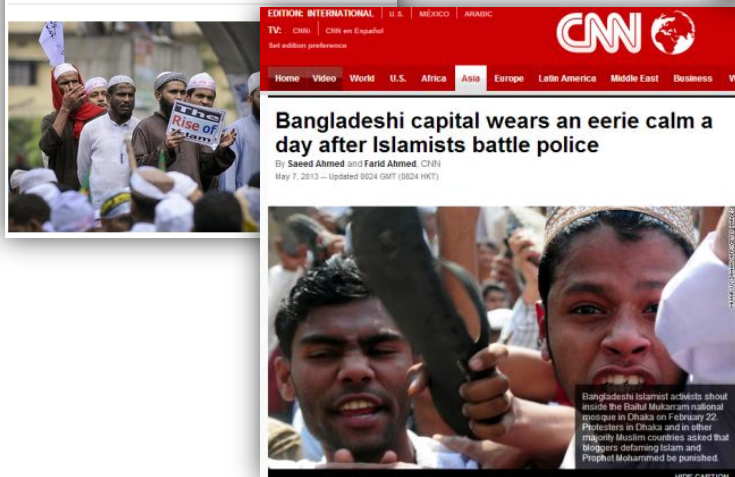 The
Rise of
Islam
EDITION: INTERNATIONAL U.S. MÉXICO ARABIC
TV: CNNi CNN en Español
Set edition preference
CNN
Home Video World U.S. Africa Asia Europe Latin America Middle East Business W
Bangladeshi capital wears an eerie calm a
day after Islamists battle police
By Saeed Ahmed and Farid Ahmed, CNN
May 7, 2013 -- Updated 0024 GMT (0824 HKT)
Bangladeshi Islamist activists shout
inside the Baitul Mukarram national
mosque in Dhaka on February 22.
Protesters in Dhaka and in other
majority Muslim countries asked that
bloggers defaming Islam and
Prophet Mohammed be punished.
HIDE CAPTION